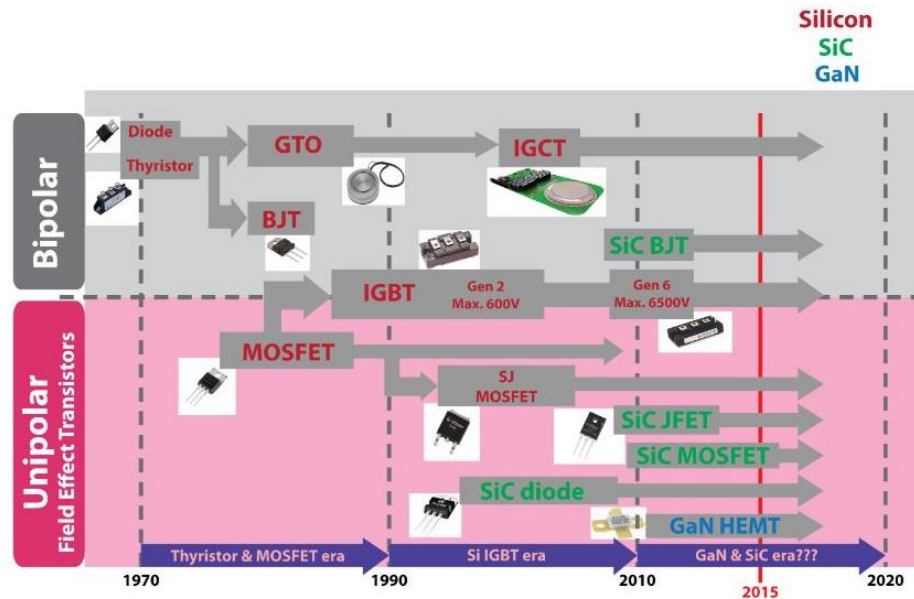 Silicon
SiC
GaN
Bipolar
Diode
Thyristor
GTO
IGCT
BJT
SiC BJT
IGBT
Gen 2
Max. 600V
Gen 6
Max. 6500V
Unipolar
Field Effect Transistors
MOSFET
SJ
MOSFET
SiC JFET
SiC MOSFET
SiC diode
GaN HEMT
Thyristor & MOSFET era
Si IGBT era
GaN & SiC era???
1970
1990
2010
2015
2020